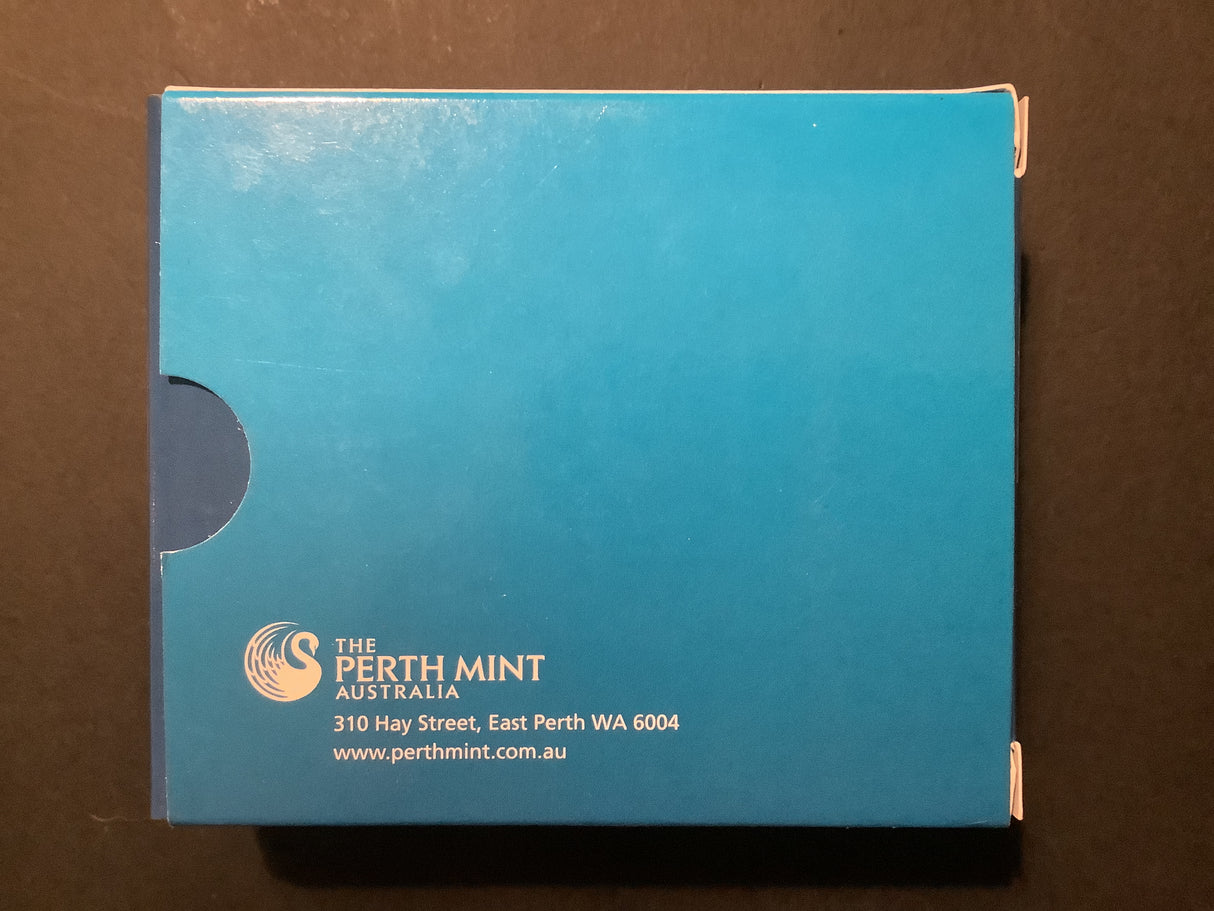 THE
PERTH MINT
AUSTRALIA
310 Hay Street, East Perth WA 6004
www.perthmint.com.au